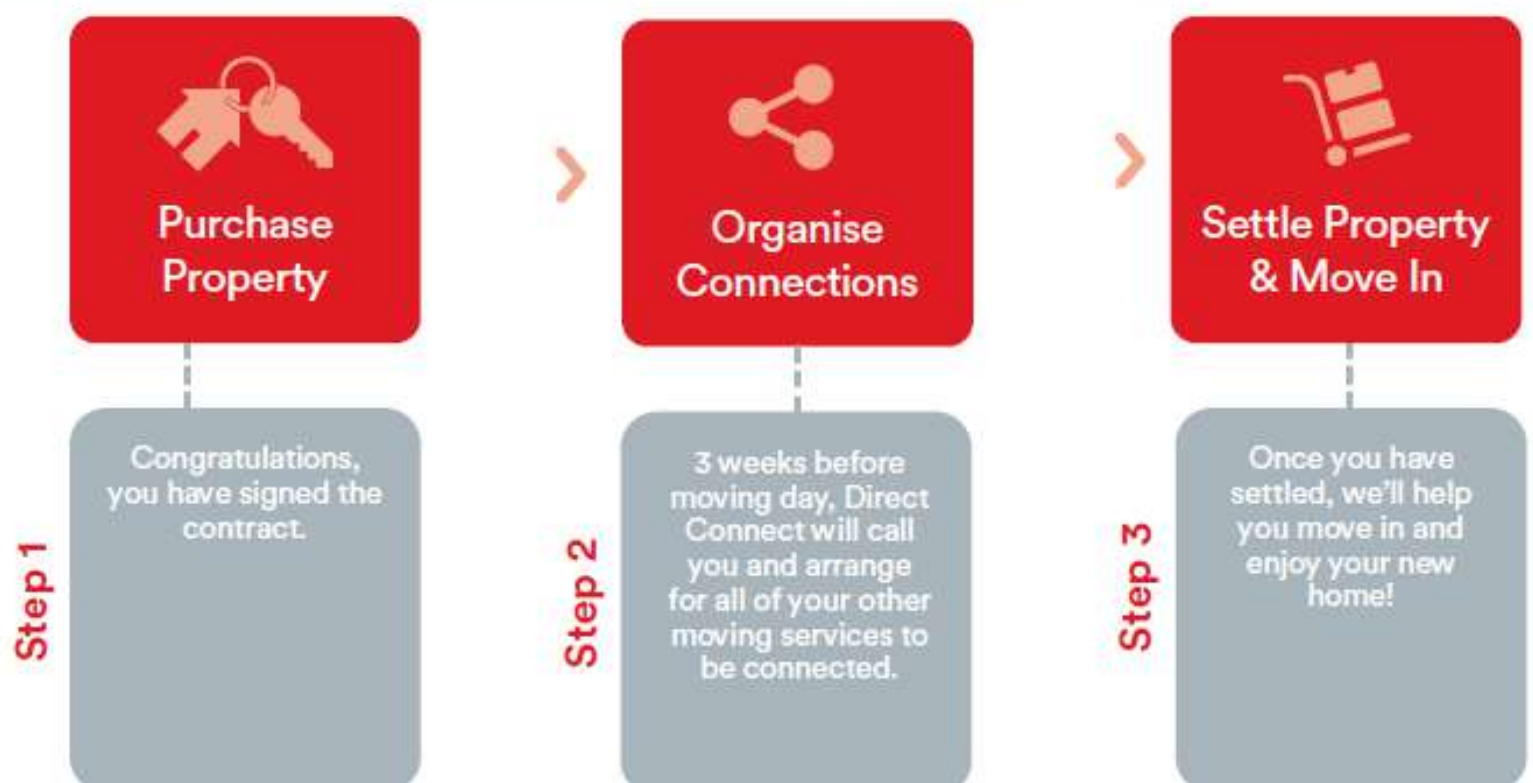 Purchase
Property
Organise
Connections
Settle Property
& Move In
Step 1
Congratulations,
you have signed the
contract.
Step 2
3 weeks before
moving day, Direct
Connect will call
you and arrange
for all of your other
moving services to
be connected.
Step 3
Once you have
settled, we'll help
you move in and
enjoy your new
home!